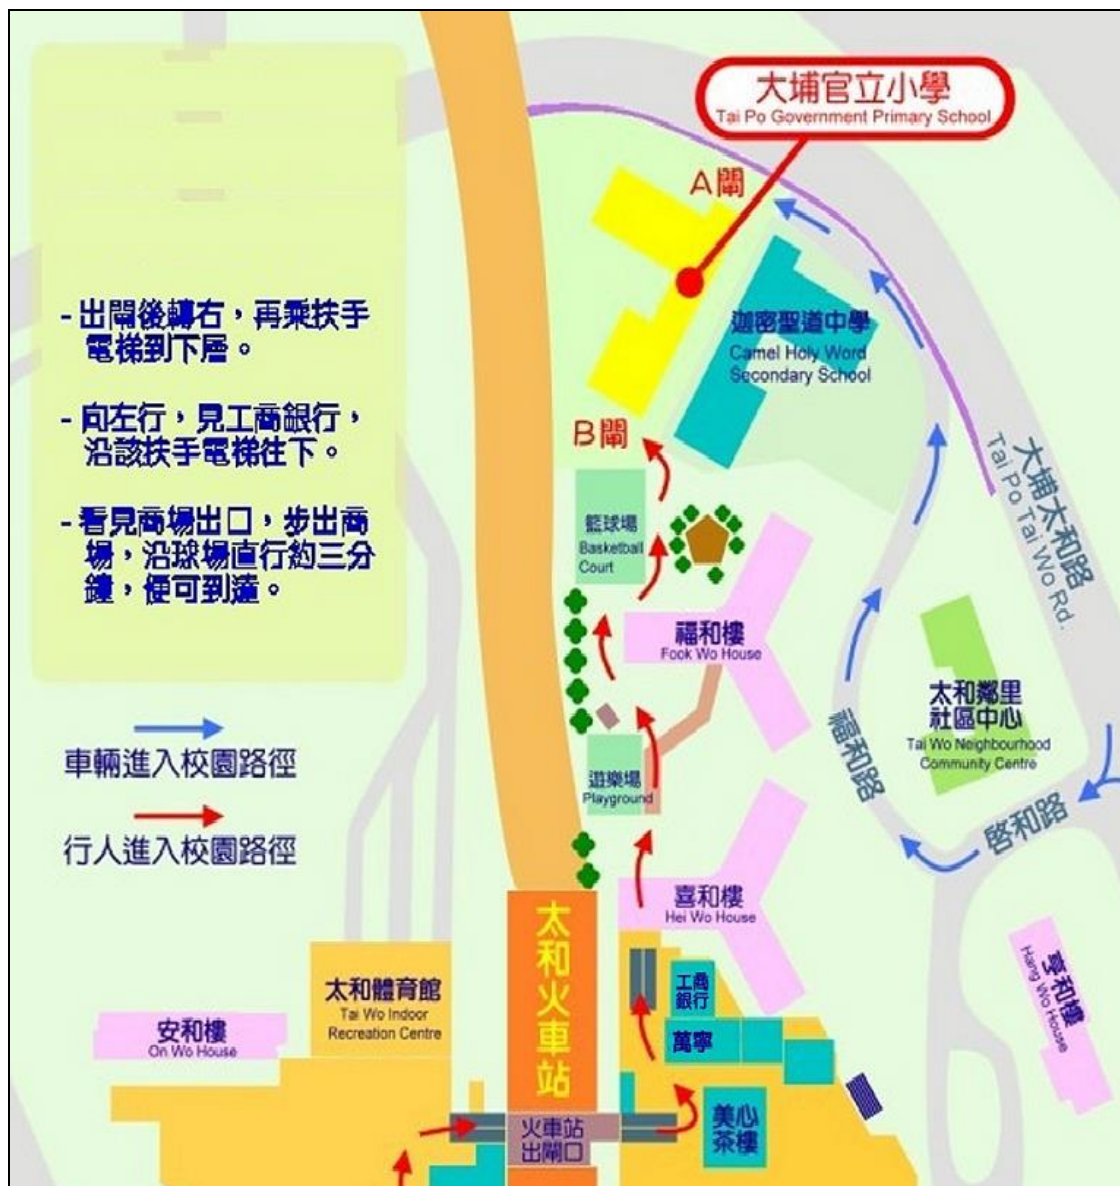 大埔官立小學
Tai Po Government Primary School
A閘
- 出閘後轉右，再乘扶手
電梯到下層。
- 向左行，見工商銀行，
沿該扶手電梯往下。
- 看見商場出口，步出商
場，沿球場直行約三分
鐘，便可到達。
迦密聖道中學
Carmel Holy Word
Secondary School
B閘
籃球場
Basketball
Court
大埔太和路
Tai Po Tai Wo Rd.
福和樓
Fook Wo House
太和鄰里
社區中心
Tai Wo Neighbourhood
Community Centre
福和路
啓和路
車輛進入校園路徑
行人進入校園路徑
遊樂場
Playground
喜和樓
Hei Wo House
太和火車站
太和體育館
Tai Wo Indoor
Recreation Centre
安和樓
On Wo House
工商
銀行
萬寧
亨和樓
Hang Wo House
美心
茶樓
火車站
出閘口